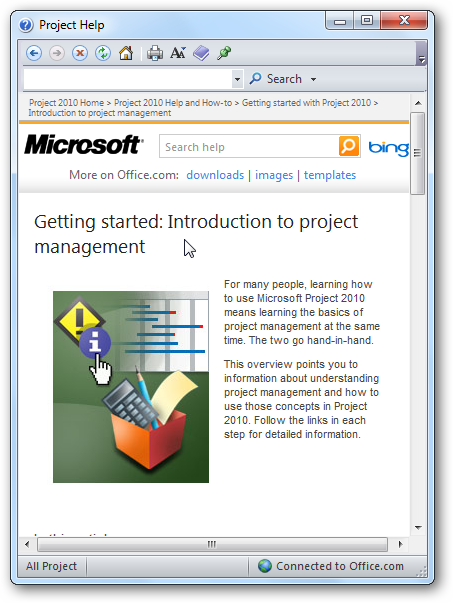 Project Help
Search
Project 2010 Home > Project 2010 Help and How-to > Getting started with Project 2010 >
Introduction to project management
Microsoft®
Search help
bing
More on Office.com: downloads | images | templates
Getting started: Introduction to project
management
For many people, learning how
to use Microsoft Project 2010
means learning the basics of
project management at the same
time. The two go hand-in-hand.
This overview points you to
information about understanding
project management and how to
use those concepts in Project
2010. Follow the links in each
step for detailed information.
All Project
Connected to Office.com